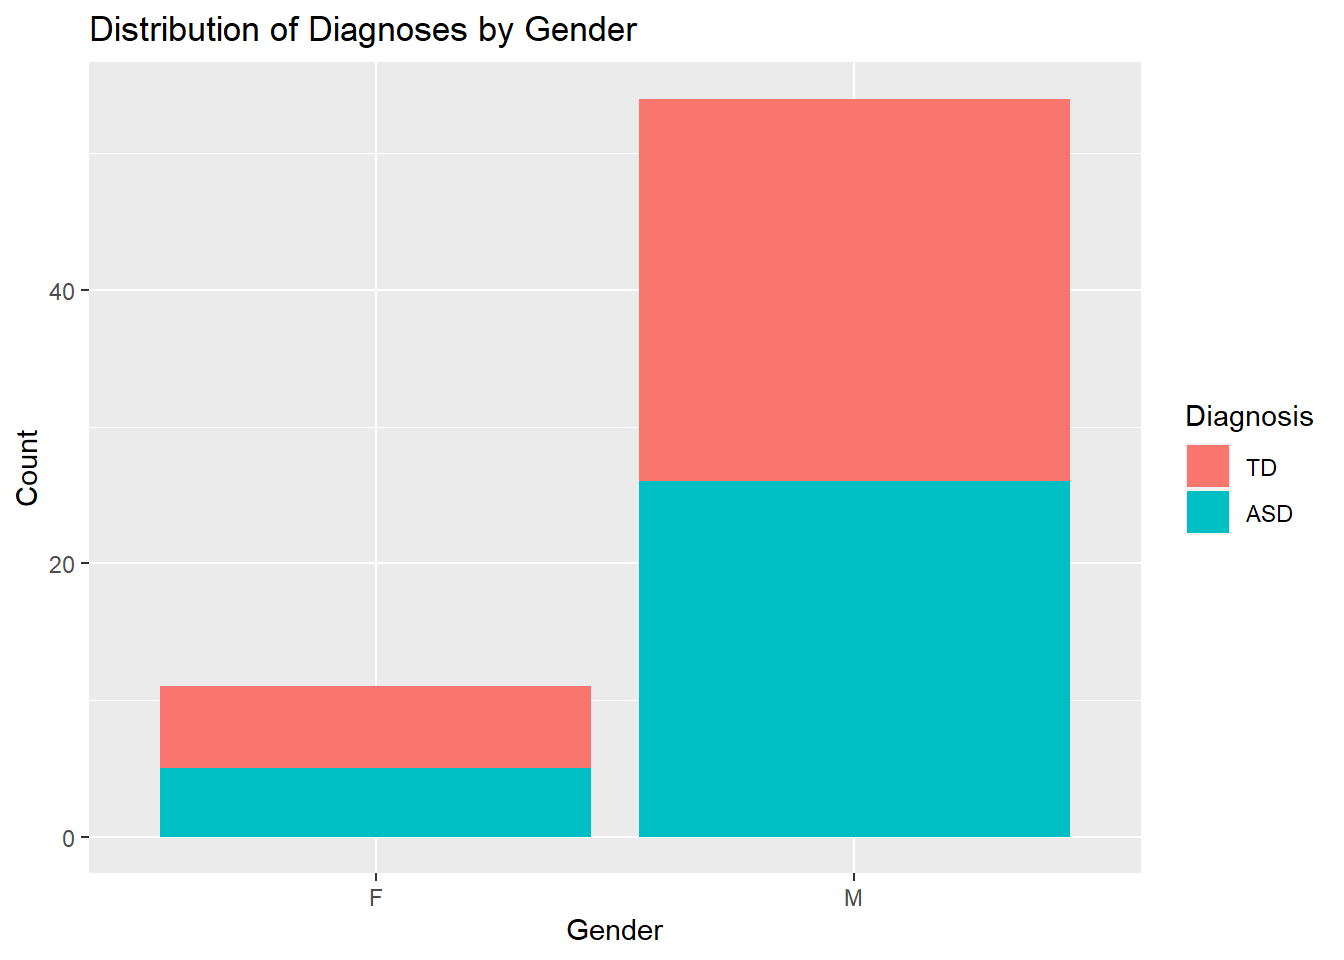 Distribution of Diagnoses by Gender
Count
40
20
0
F
M
Gender
Diagnosis
TD
ASD